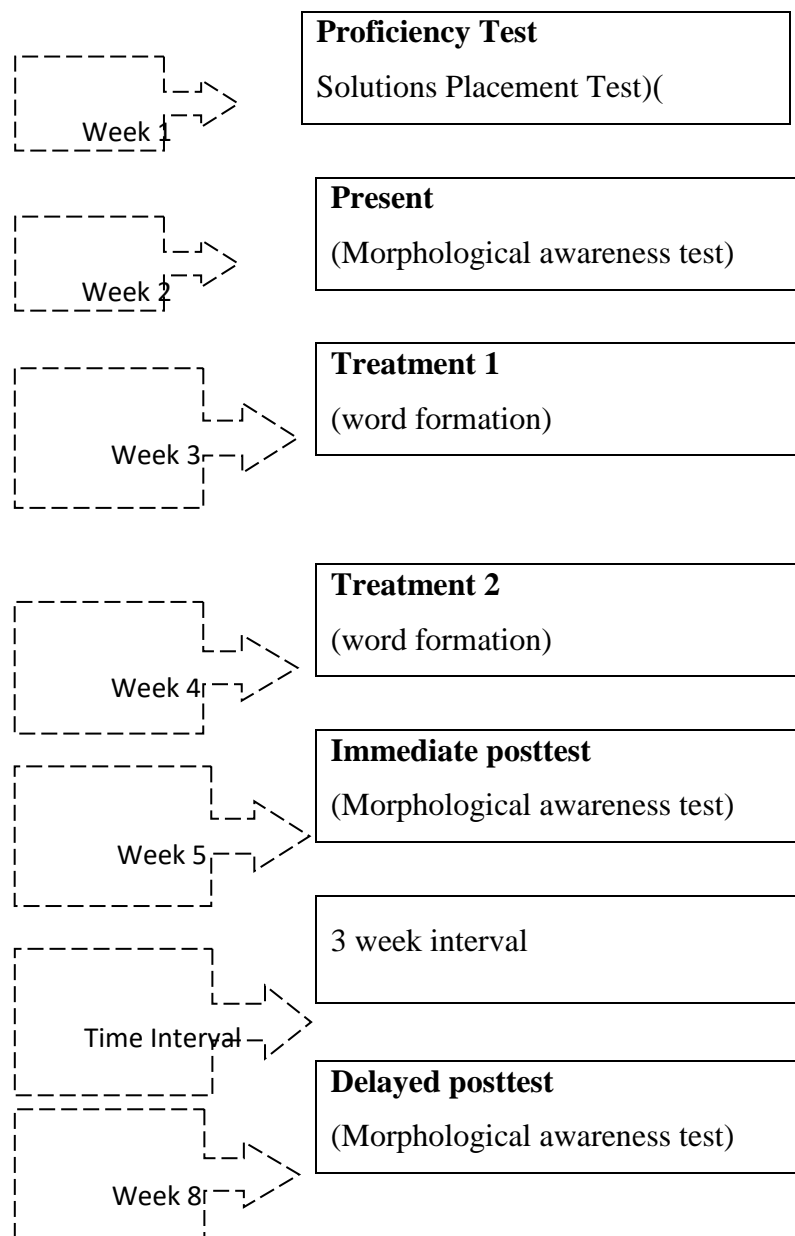 Proficiency Test
Solutions Placement Test)(
Week 1
Present
(Morphological awareness test)
Week 2
Treatment 1
(word formation)
Week 3
Treatment 2
(word formation)
Week 4
Immediate posttest
(Morphological awareness test)
Week 5
3 week interval
Time Interval
Delayed posttest
(Morphological awareness test)
Week 8